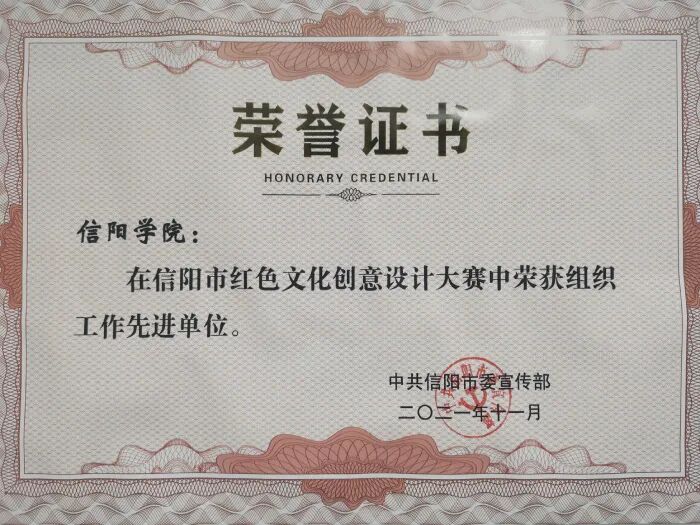 荣誉证书
HONORARY CREDENTIAL
信阳学院：
在信阳市红色文化创意设计大赛中荣获组织
工作先进单位。
中共信阳市委宣传部
二〇二一年十一月